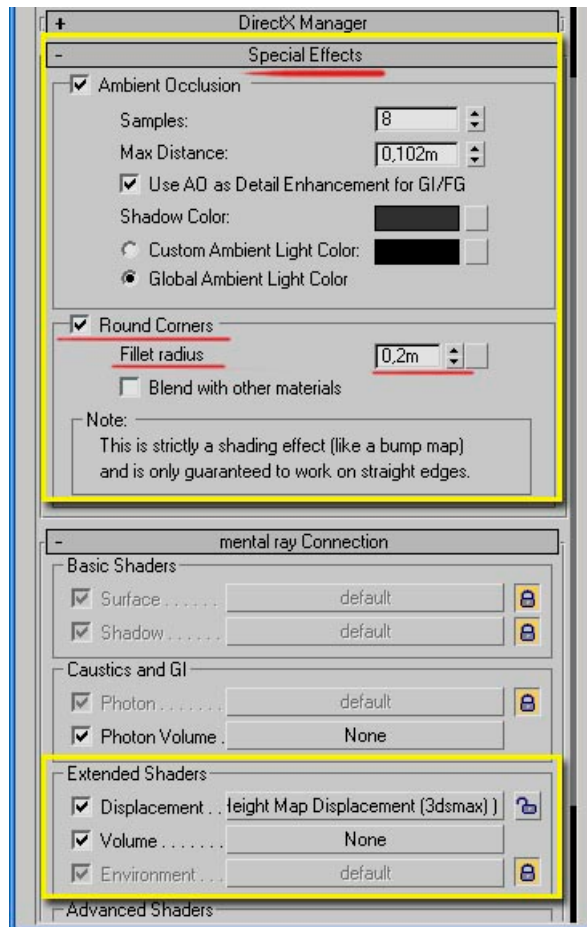 + DirectX Manager
- Special Effects
Ambient Occlusion
Samples: 8
Max Distance: 0,102m
Use AO as Detail Enhancement for GI/FG
Shadow Color:
Custom Ambient Light Color:
Global Ambient Light Color
Round Corners
Fillet radius 0,2m
Blend with other materials
Note:
This is strictly a shading effect (like a bump map)
and is only guaranteed to work on straight edges.
- mental ray Connection
Basic Shaders
Surface . . . . . . default
Shadow . . . . . . default
Caustics and GI
Photon . . . . . . . default
Photon Volume . None
Extended Shaders
Displacement . . Height Map Displacement (3dsmax) )
Volume . . . . . . . None
Environment . . . default
Advanced Shaders